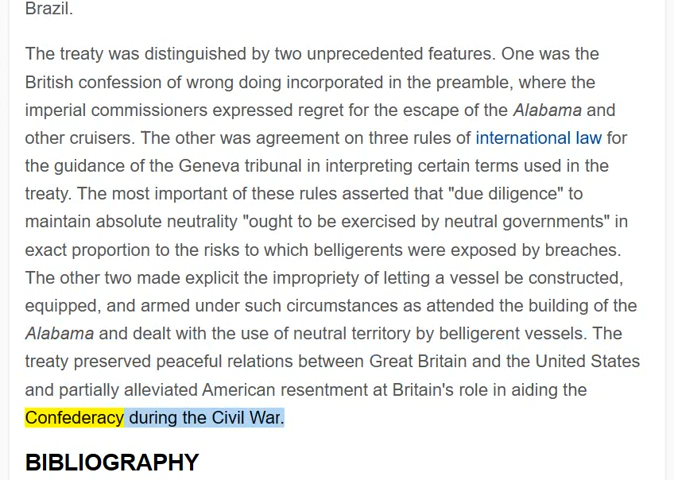 Brazil.
The treaty was distinguished by two unprecedented features. One was the
British confession of wrong doing incorporated in the preamble, where the
imperial commissioners expressed regret for the escape of the Alabama and
other cruisers. The other was agreement on three rules of international law for
the guidance of the Geneva tribunal in interpreting certain terms used in the
treaty. The most important of these rules asserted that "due diligence" to
maintain absolute neutrality "ought to be exercised by neutral governments" in
exact proportion to the risks to which belligerents were exposed by breaches.
The other two made explicit the impropriety of letting a vessel be constructed,
equipped, and armed under such circumstances as attended the building of the
Alabama and dealt with the use of neutral territory by belligerent vessels. The
treaty preserved peaceful relations between Great Britain and the United States
and partially alleviated American resentment at Britain's role in aiding the
Confederacy during the Civil War.
BIBLIOGRAPHY